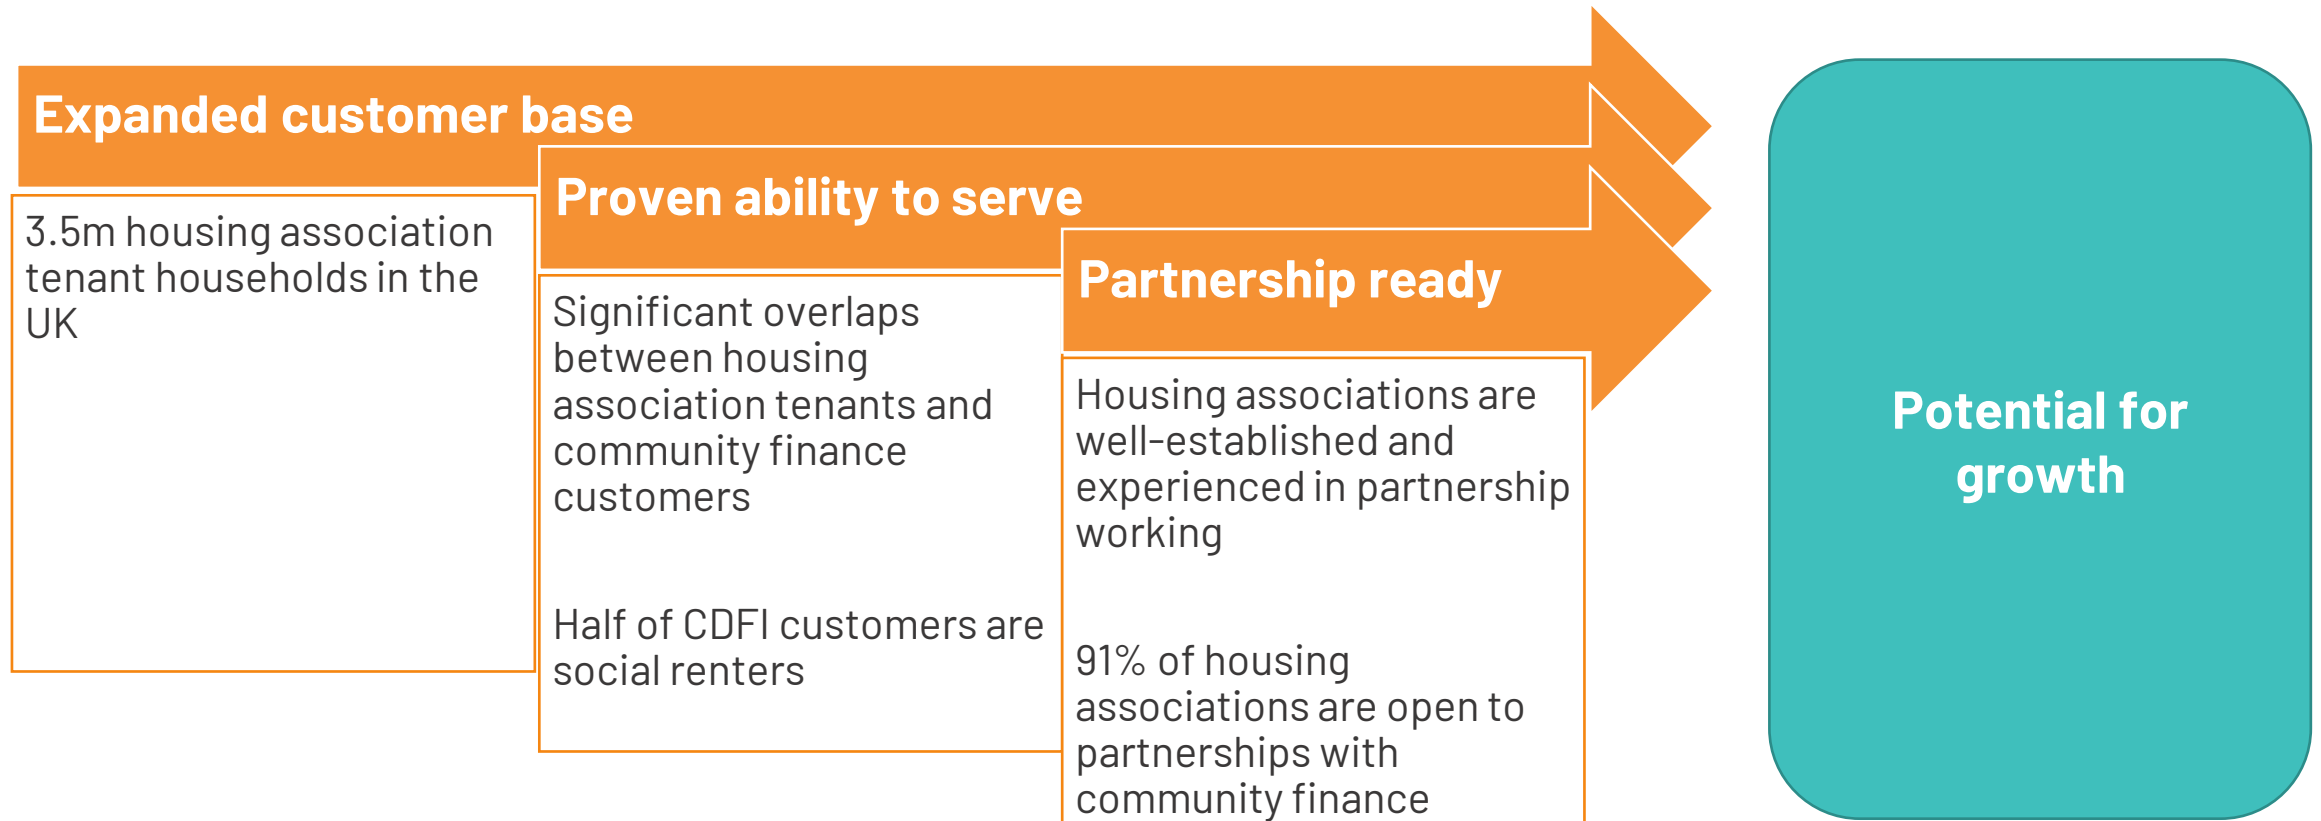 Expanded customer base
3.5m housing association
tenant households in the
UK
Proven ability to serve
Significant overlaps
between housing
association tenants and
community finance
customers
Half of CDFI customers are
social renters
Partnership ready
Housing associations are
well-established and
experienced in partnership
working
91% of housing
associations are open to
partnerships with
community finance
Potential for
growth